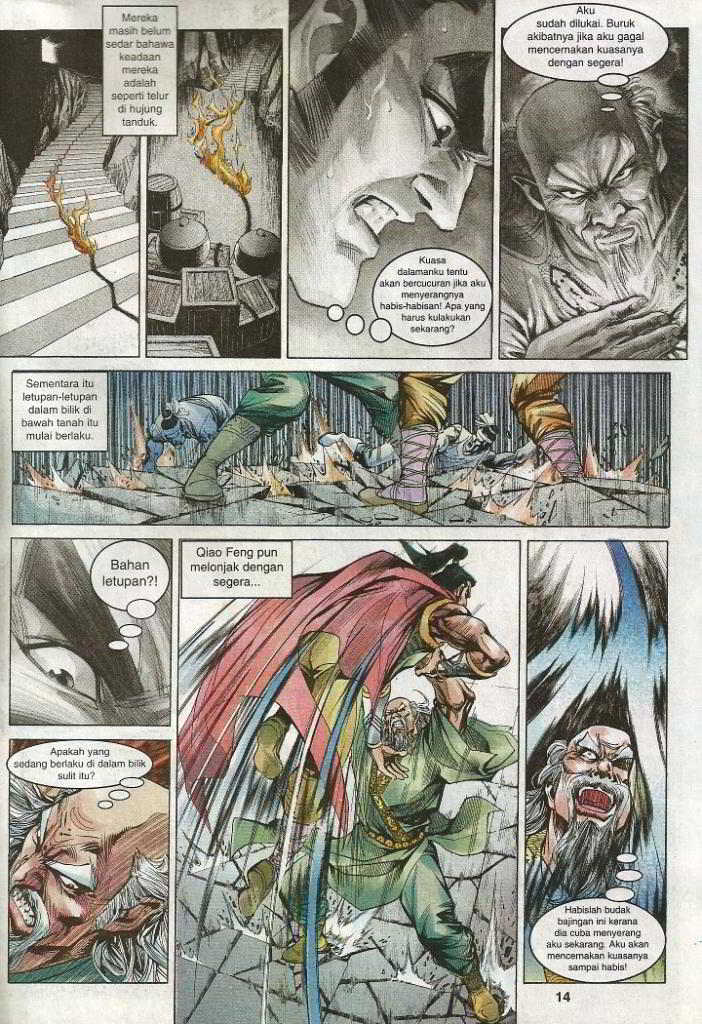 Mereka
masih belum
sedar bahawa
keadaan
mereka
adalah
seperti telur
di hujung
tanduk.
Kuasa
dalamanku tentu
akan bercucuran jika aku
menyerangnya
habis-habisan! Apa yang
harus kulakukan
sekarang?
Aku
sudah dilukai. Buruk
akibatnya jika aku gagal
mencernakan kuasanya
dengan segera!
Sementara itu
letupan-letupan
dalam bilik di
bawah tanah itu
mulai berlaku.
Bahan
letupan?!
Apakah yang
sedang berlaku di dalam bilik
sulit itu?
Qiao Feng pun
melonjak dengan
segera...
Habislah budak
bajingan ini kerana
dia cuba menyerang
aku sekarang. Aku akan
mencernakan kuasanya
sampai habis!
14